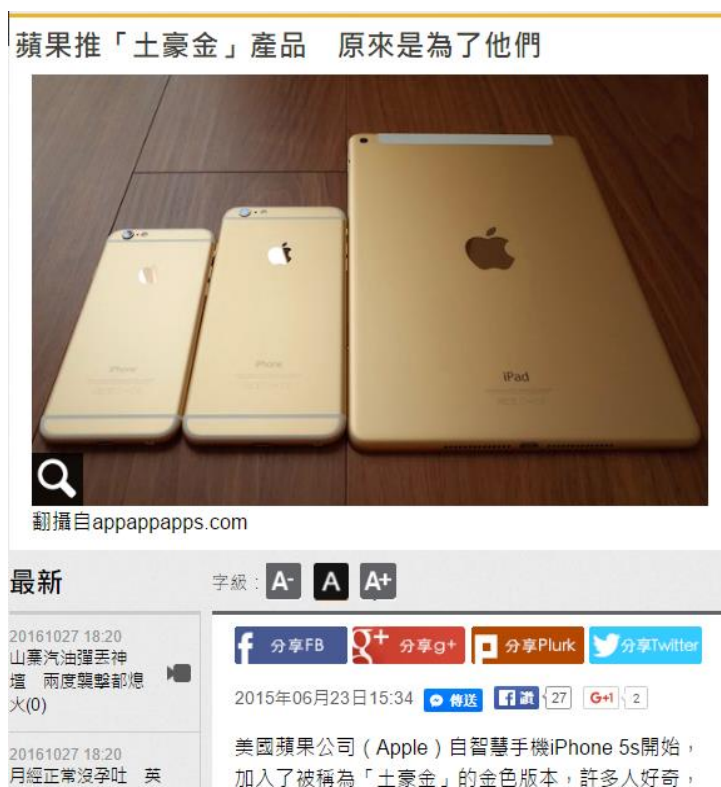 蘋果推「土豪金」產品　原來是為了他們
iPhone
iPhone
iPad
翻攝自appappapps.com
最新
字級：A- A A+
20161027 18:20
山寨汽油彈丟神
壇　兩度襲擊都熄
火(0)
20161027 18:20
月經正常沒孕吐　英
分享FB 分享g+ 分享Plurk 分享Twitter
2015年06月23日15:34 傳送 讚 27 G+1 2
美國蘋果公司（Apple）自智慧手機iPhone 5s開始，
加入了被稱為「土豪金」的金色版本，許多人好奇，